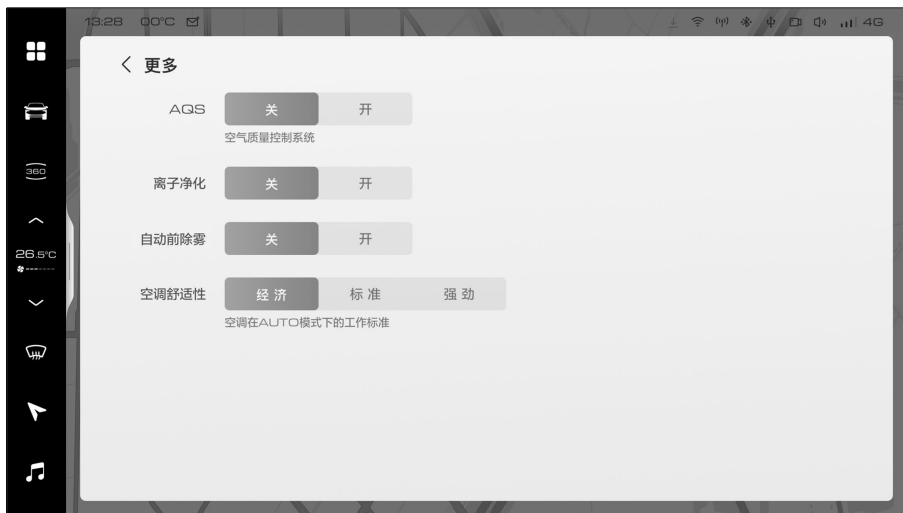 13:28 00°C 4G
更多
360
26.5°C
AQS 关 开
空气质量控制系统
离子净化 关 开
自动前除雾 关 开
空调舒适性 经济 标准 强劲
空调在AUTO模式下的工作标准